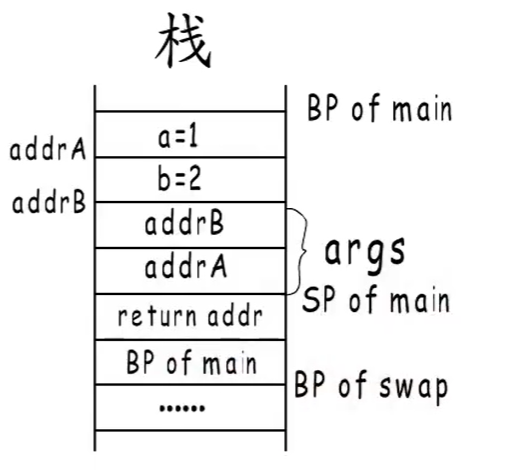 栈
BP of main
addrA
a=1
b=2
addrB
addrB
addrA
args
SP of main
return addr
BP of main
BP of swap
......